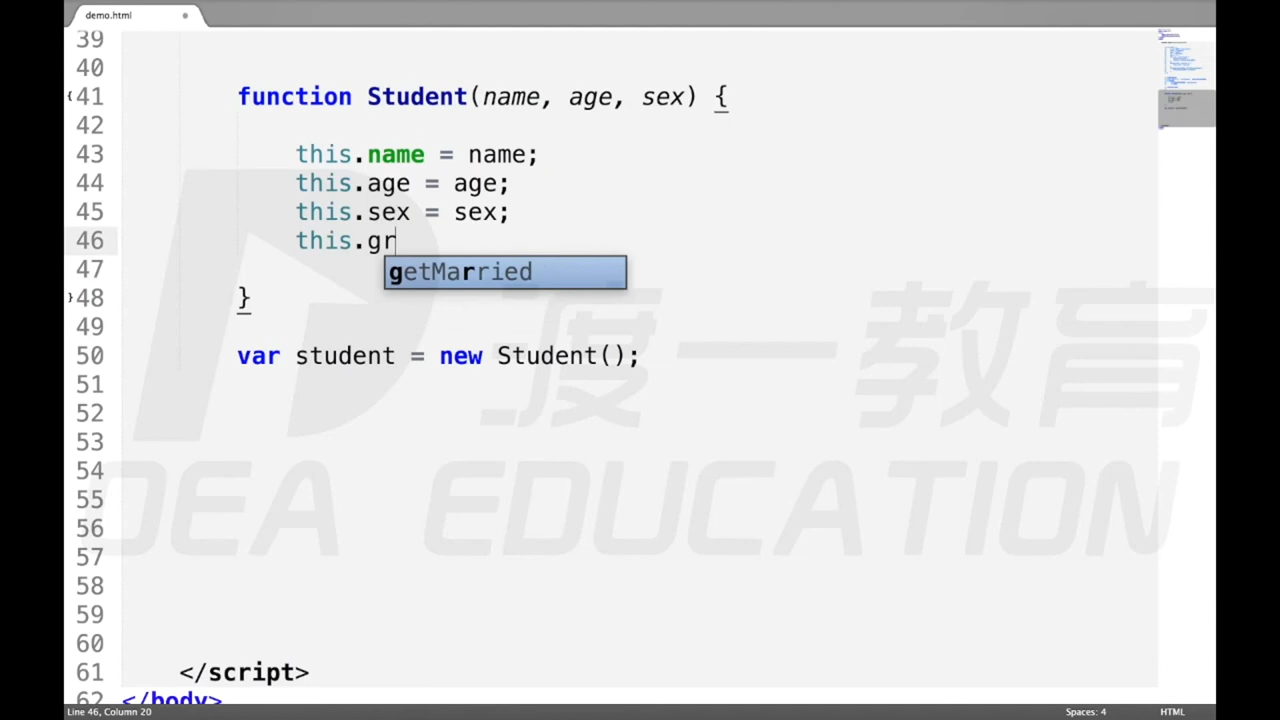 demo.html
39
40
41 function Student(name, age, sex) {
42
43 this.name = name;
44 this.age = age;
45 this.sex = sex;
46 this.gr
47 getMarried
48 }
49
50 var student = new Student();
51
52
53
54
55
56
57
58
59
60
61 </script>
62 </body>
渡一教育
DEA EDUCATION
Line 46, Column 20
Spaces: 4
HTML